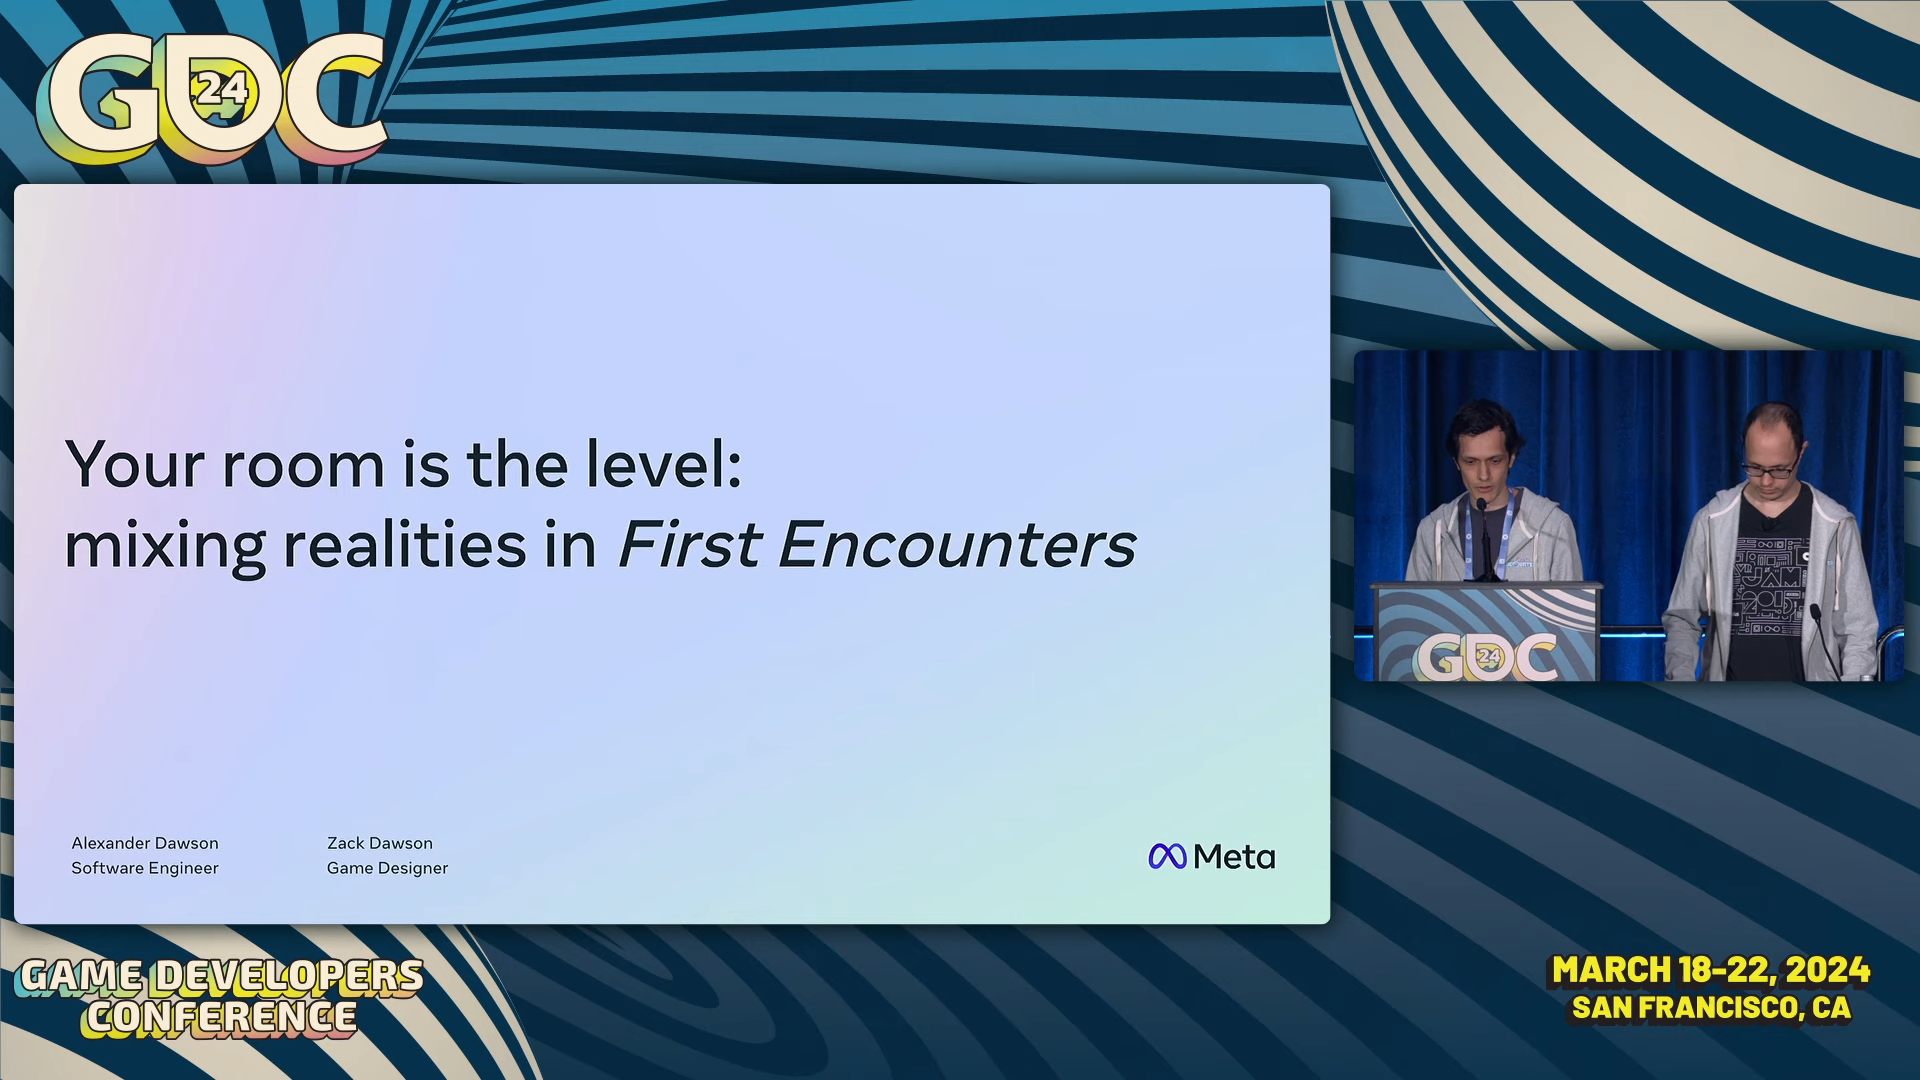 GDC
24
Your room is the level:
mixing realities in First Encounters
Alexander Dawson
Software Engineer
Zack Dawson
Game Designer
Meta
JAM
GDC
24
GAME DEVELOPERS
CONFERENCE
MARCH 18-22, 2024
SAN FRANCISCO, CA